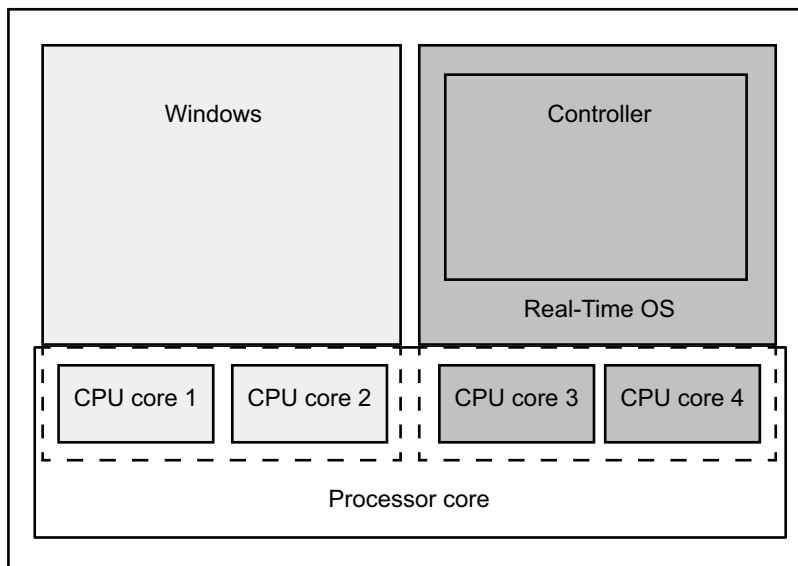 Windows
Controller
Real-Time OS
CPU core 1
CPU core 2
CPU core 3
CPU core 4
Processor core